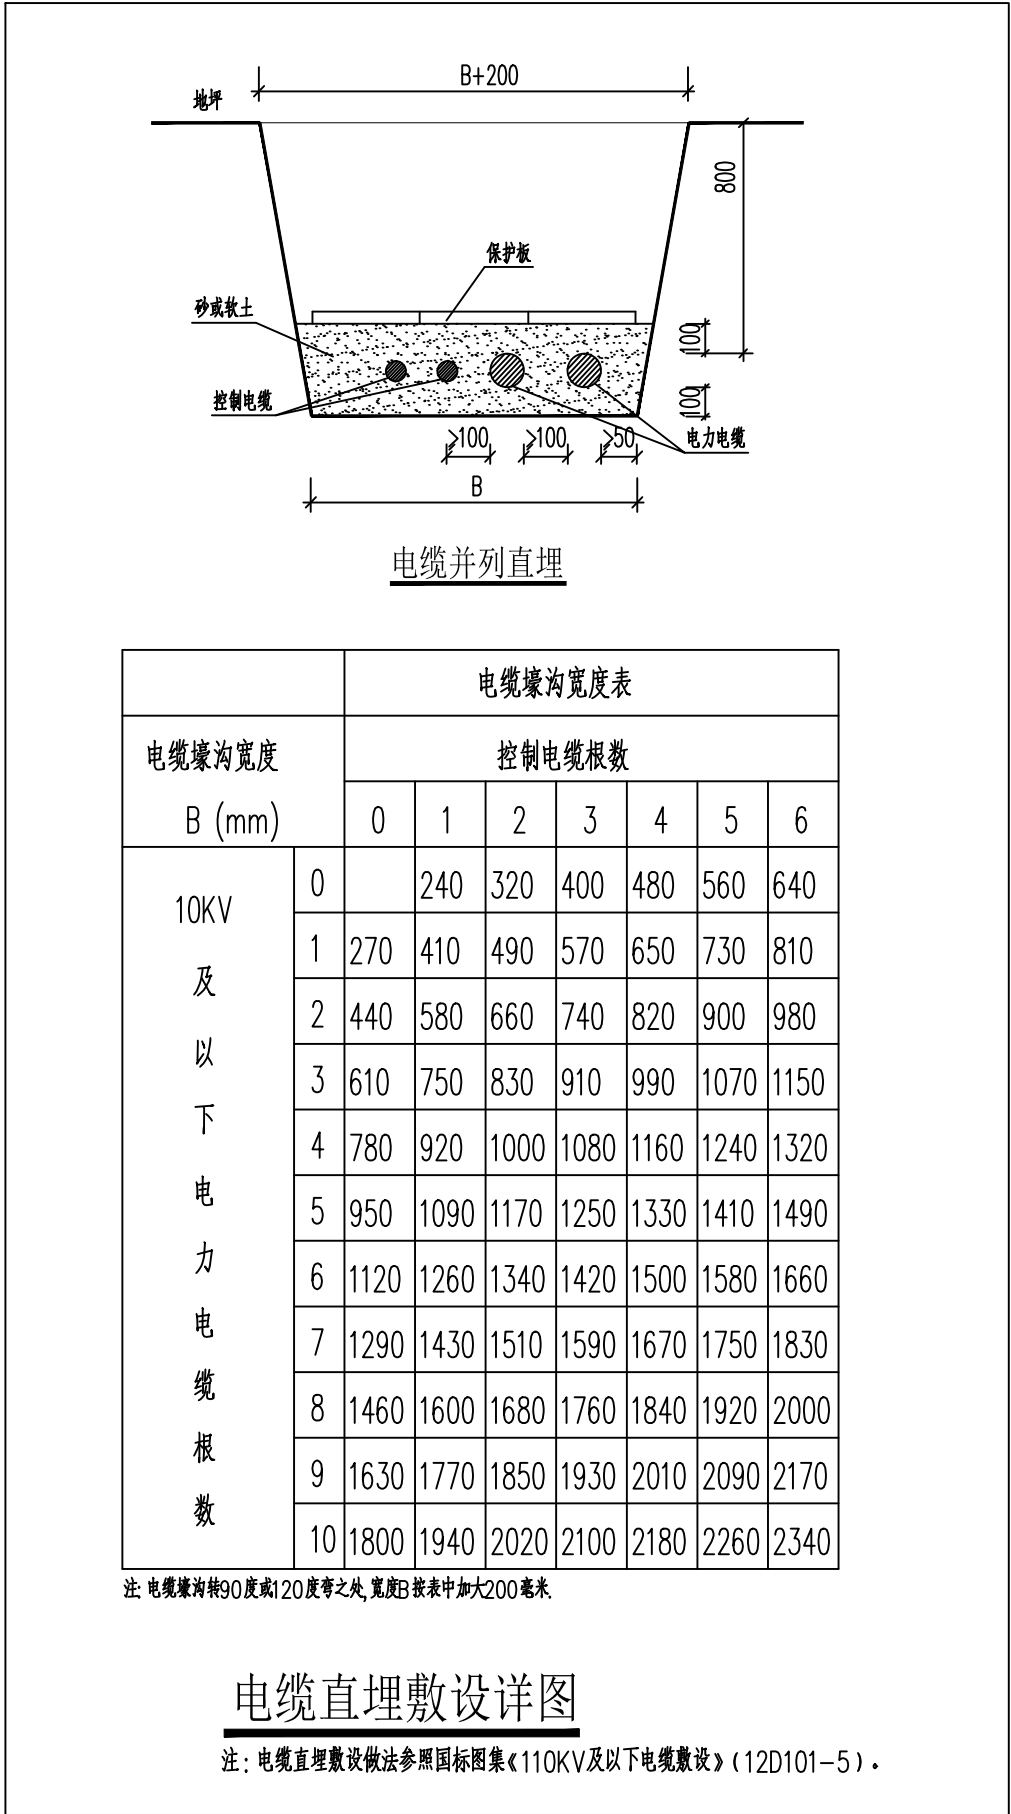 B+200
地坪
800
保护板
砂或软土
100
控制电缆
100
电力电缆
≥100 ≥100 ≥50
B
电缆并列直埋
电缆壕沟宽度表
电缆壕沟宽度 控制电缆根数
B (mm) 0 1 2 3 4 5 6
10KV及以下电力电缆根数
0 240 320 400 480 560 640
1 270 410 490 570 650 730 810
2 440 580 660 740 820 900 980
3 610 750 830 910 990 1070 1150
4 780 920 1000 1080 1160 1240 1320
5 950 1090 1170 1250 1330 1410 1490
6 1120 1260 1340 1420 1500 1580 1660
7 1290 1430 1510 1590 1670 1750 1830
8 1460 1600 1680 1760 1840 1920 2000
9 1630 1770 1850 1930 2010 2090 2170
10 1800 1940 2020 2100 2180 2260 2340
注: 电缆壕沟转90度或120度弯之处,宽度B按表中加大200毫米.
电缆直埋敷设详图
注：电缆直埋敷设做法参照国标图集《110KV及以下电缆敷设》(12D101-5)。